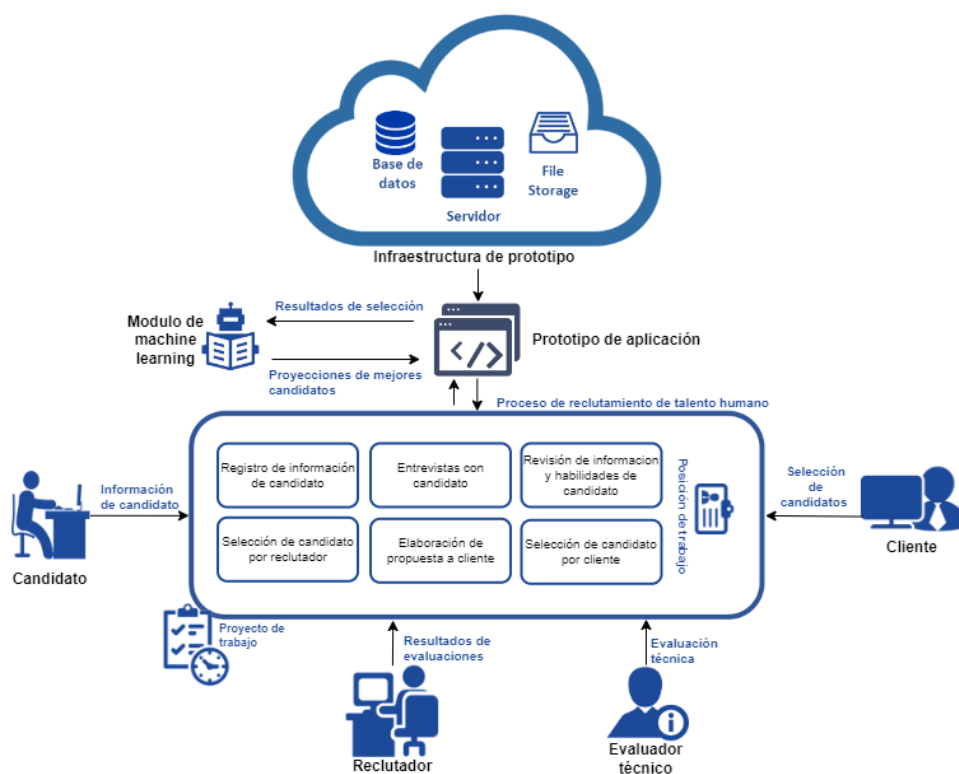 Base de
datos
File
Storage
Servidor
Infraestructura de prototipo
Resultados de selección
Modulo de
machine
learning
Prototipo de aplicación
Proyecciones de mejores
candidatos
Proceso de reclutamiento de talento humano
Registro de información
de candidato
Entrevistas con
candidato
Revisión de informacion
y habilidades de
candidato
Posición de trabajo
Información
de candidato
Selección
de
candidatos
Selección de candidato
por reclutador
Elaboración de
propuesta a cliente
Selección de candidato
por cliente
Candidato
Cliente
Proyecto de
trabajo
Resultados de
evaluaciones
Evaluación
técnica
Reclutador
Evaluador
técnico